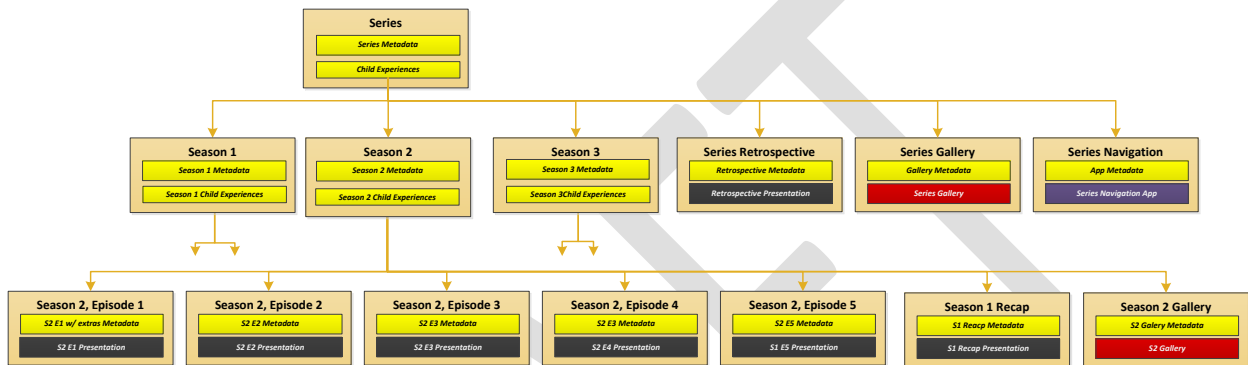 Series
Series Metadata
Child Experiences
Season 1
Season 1 Metadata
Season 1 Child Experiences
Season 2
Season 2 Metadata
Season 2 Child Experiences
Season 3
Season 3 Metadata
Season 3Child Experiences
Series Retrospective
Retrospective Metadata
Retrospective Presentation
Series Gallery
Gallery Metadata
Series Gallery
Series Navigation
App Metadata
Series Navigation App
Season 2, Episode 1
S2 E1 w/ extras Metadata
S2 E1 Presentation
Season 2, Episode 2
S2 E2 Metadata
S2 E2 Presentation
Season 2, Episode 3
S2 E3 Metadata
S2 E3 Presentation
Season 2, Episode 4
S2 E3 Metadata
S2 E4 Presentation
Season 2, Episode 5
S2 E5 Metadata
S1 E5 Presentation
Season 1 Recap
S1 Reacp Metadata
S1 Recap Presentation
Season 2 Gallery
S2 Galery Metadata
S2 Gallery